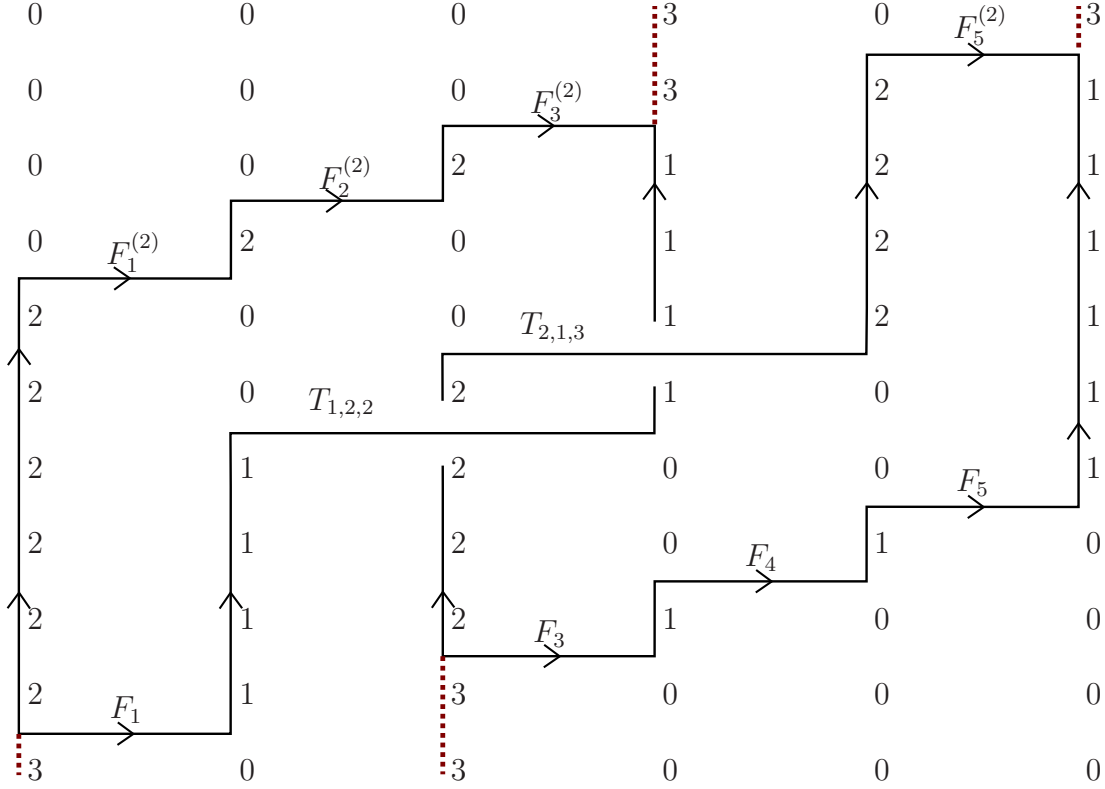 0 0 0 3 0 3
F_5^{(2)}
0 0 0 3 2 1
F_3^{(2)}
0 0 2 1 2 1
F_2^{(2)}
0 2 0 1 2 1
F_1^{(2)}
2 0 0 1 2 1
T_{2,1,3}
2 0 2 1 0 1
T_{1,2,2}
2 1 2 0 0 1
F_5
2 1 2 0 1 0
F_4
2 1 2 1 0 0
F_3
2 1 3 0 0 0
F_1
3 0 3 0 0 0